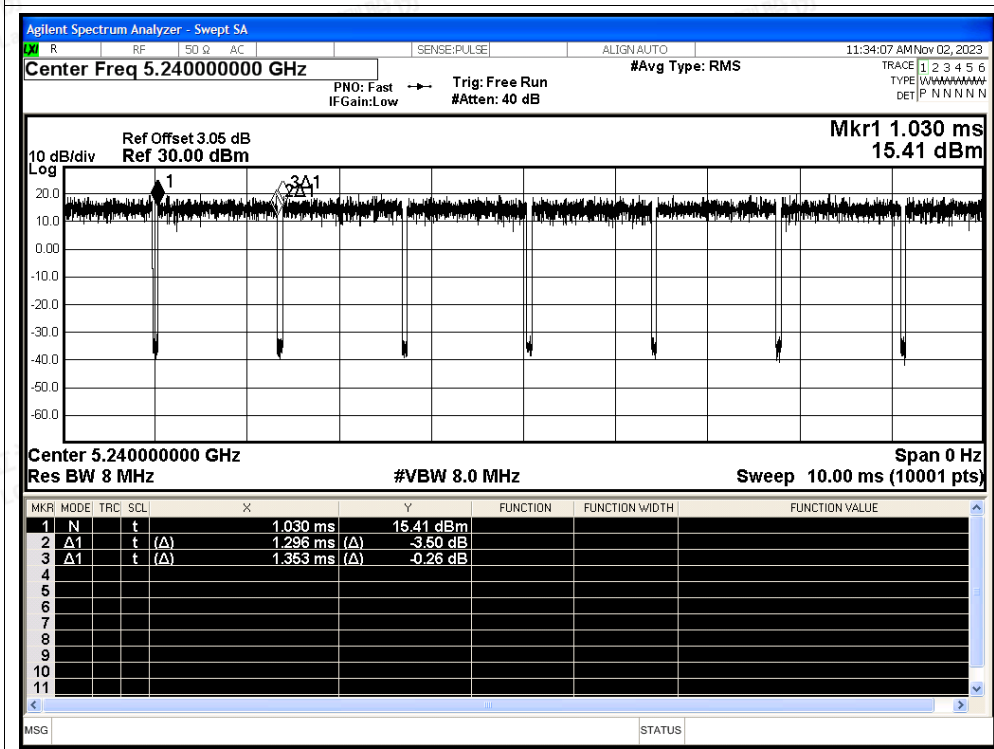 Agilent Spectrum Analyzer - Swept SA
LXI R RF 50 Ω AC SENSE:PULSE ALIGN AUTO 11:34:07 AM Nov 02, 2023
Center Freq 5.240000000 GHz #Avg Type: RMS TRACE 1 2 3 4 5 6
PNO: Fast Trig: Free Run TYPE WWWWWW
IFGain:Low #Atten: 40 dB DET P N N N N N
Mkr1 1.030 ms
Ref Offset 3.05 dB
10 dB/div Ref 30.00 dBm 15.41 dBm
Log
1 2Δ1 3Δ1
20.0
10.0
0.00
-10.0
-20.0
-30.0
-40.0
-50.0
-60.0
Center 5.240000000 GHz Span 0 Hz
Res BW 8 MHz #VBW 8.0 MHz Sweep 10.00 ms (10001 pts)
MKR MODE TRC SCL X Y FUNCTION FUNCTION WIDTH FUNCTION VALUE
1 N t 1.030 ms 15.41 dBm
2 Δ1 t (Δ) 1.296 ms (Δ) -3.50 dB
3 Δ1 t (Δ) 1.353 ms (Δ) -0.26 dB
4
5
6
7
8
9
10
11
MSG STATUS